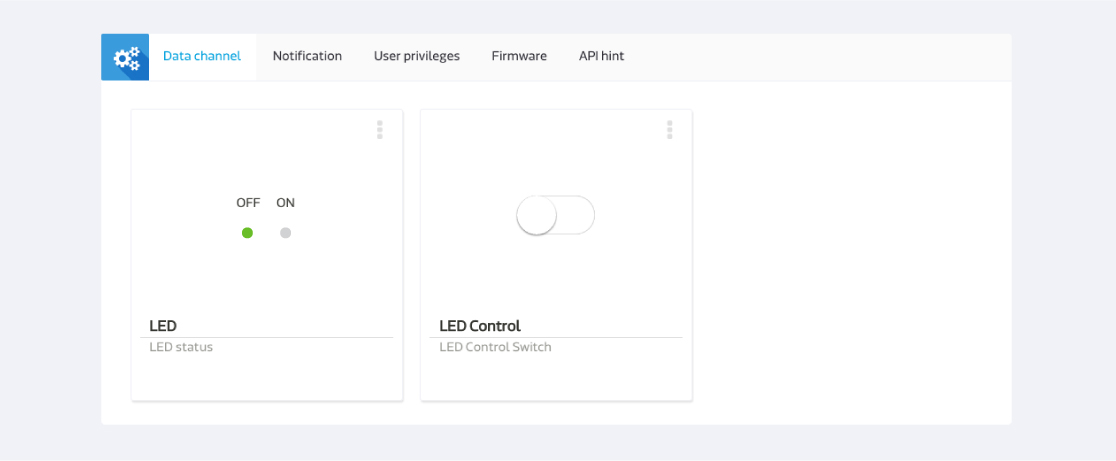 Data channel Notification User privileges Firmware API hint
OFF ON
LED
LED status
LED Control
LED Control Switch